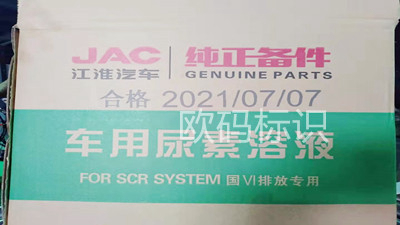 JAC 纯正备件
江淮汽车 GENUINE PARTS
合格 2021/07/07
欧码标识
车用尿素溶液
FOR SCR SYSTEM 国VI排放专用